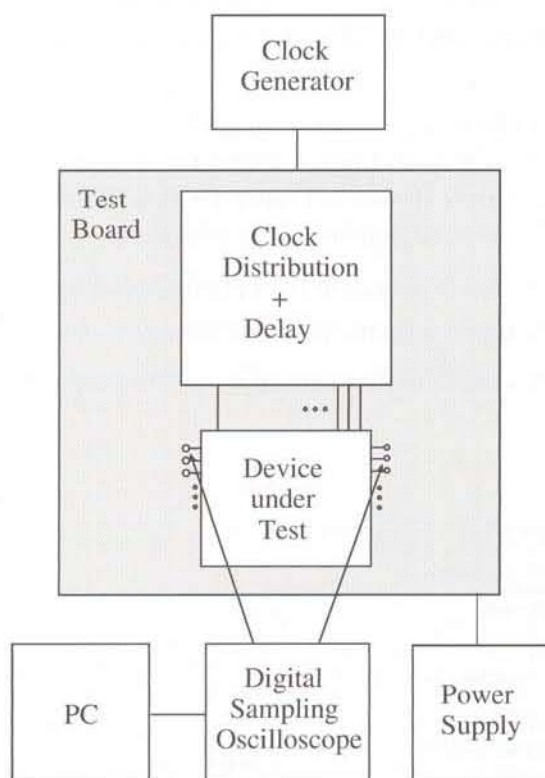 Clock
Generator
Test
Board
Clock
Distribution
+
Delay
Device
under
Test
PC
Digital
Sampling
Oscilloscope
Power
Supply